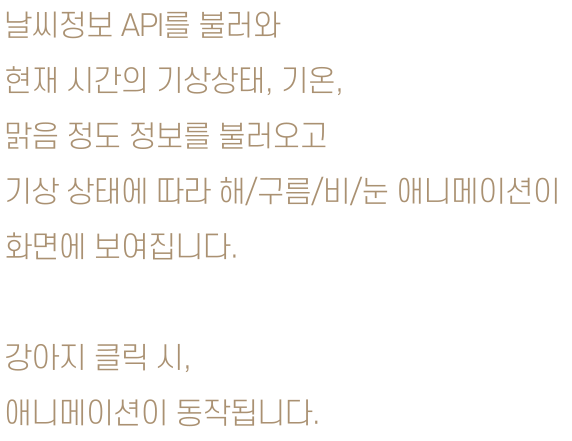 날씨정보 API를 불러와
현재 시간의 기상상태, 기온,
맑음 정도 정보를 불러오고
기상 상태에 따라 해/구름/비/눈 애니메이션이
화면에 보여집니다.
강아지 클릭 시,
애니메이션이 동작됩니다.